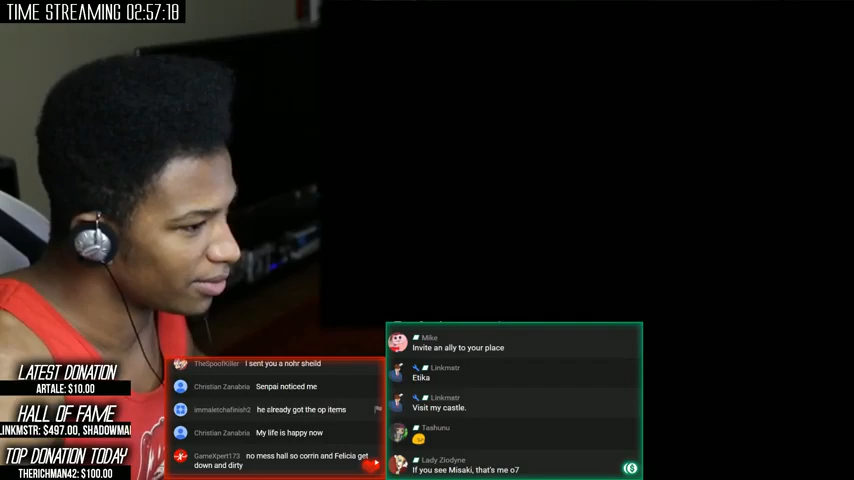 TIME STREAMING 02:57:18
Mike
Invite an ally to your place
Linkmstr
Etika
Linkmstr
Visit my castle.
Tashunu
Lady Ziodyne
If you see Misaki, that's me o7
TheSpoofKiller I sent you a nohr sheild
Christian Zanabria Senpai noticed me
immaletchafinish2 he already got the op items
Christian Zanabria My life is happy now
GameXpert173 no mess hall so corrin and Felicia get
down and dirty
LATEST DONATION
ARTALE: $10.00
HALL OF FAME
LINKMSTR: $497.00, SHADOWMA
TOP DONATION TODAY
THERICHMAN42: $100.00